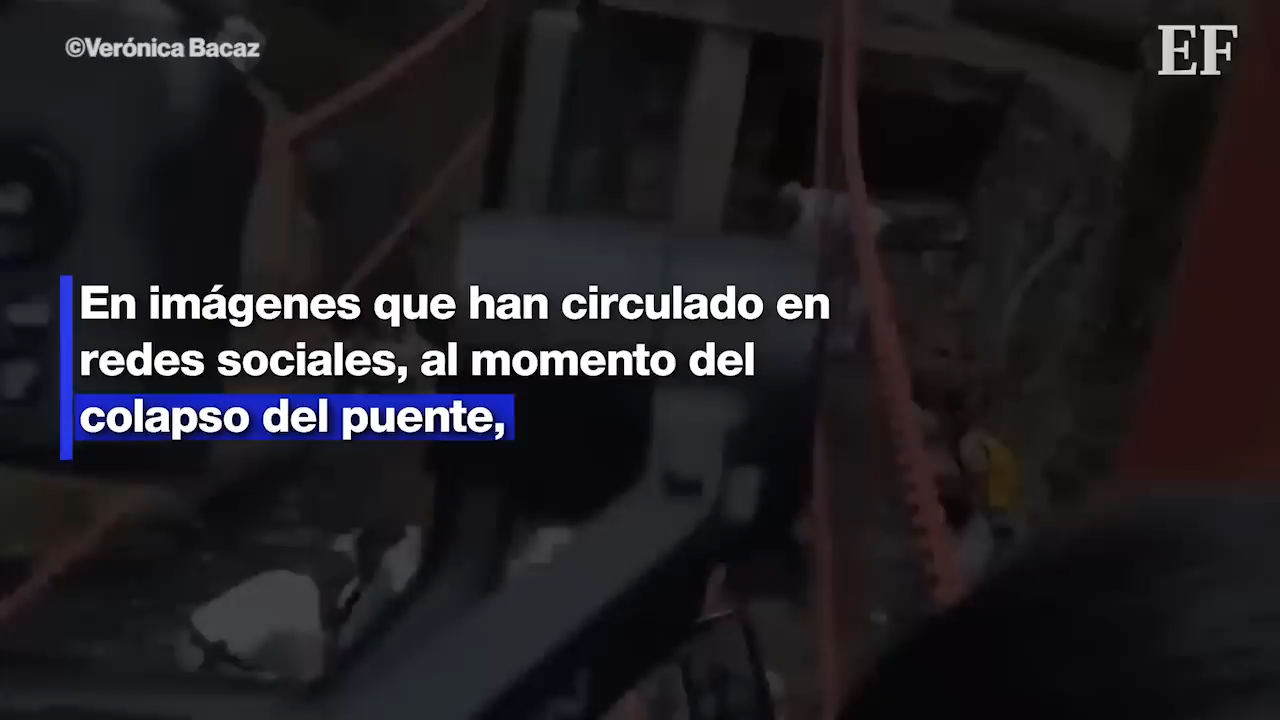 ©Verónica Bacaz
EF
En imágenes que han circulado en
redes sociales, al momento del
colapso del puente,